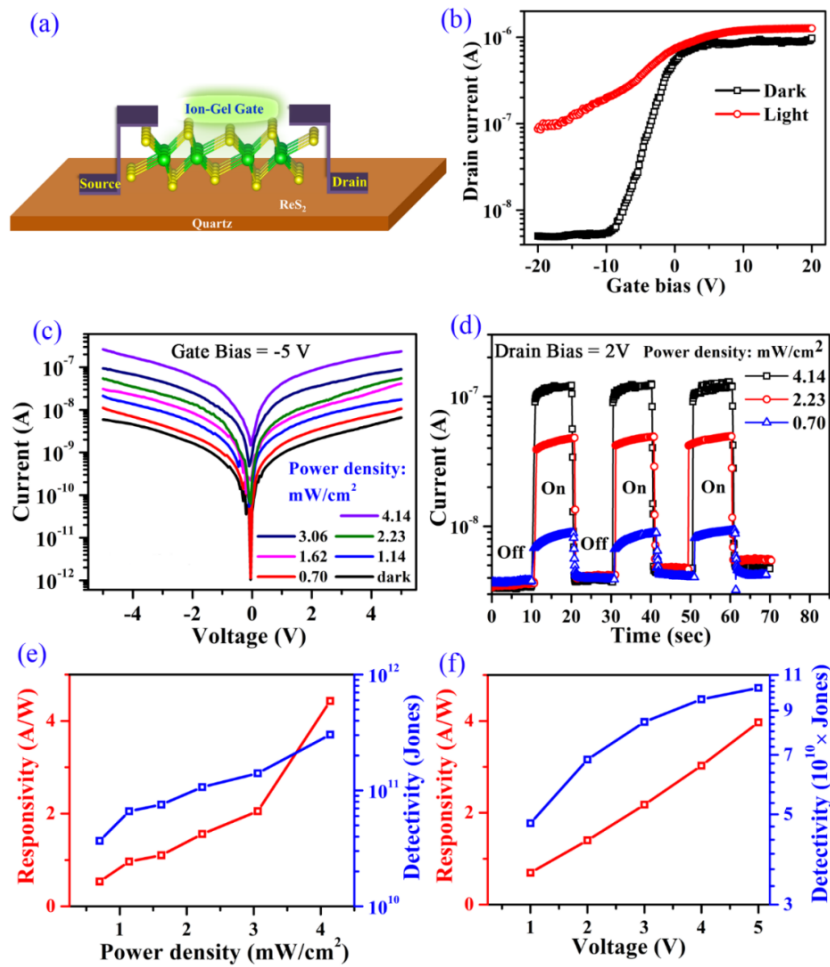 (a)
Ion-Gel Gate
Source
Drain
ReS₂
Quartz
(b)
Drain current (A)
10⁻⁶
10⁻⁷
10⁻⁸
Dark
Light
-20 -10 0 10 20
Gate bias (V)
(c)
Gate Bias = -5 V
Current (A)
10⁻⁷
10⁻⁸
10⁻⁹
10⁻¹⁰
10⁻¹¹
10⁻¹²
Power density:
mW/cm²
4.14
3.06 2.23
1.62 1.14
0.70 dark
-4 -2 0 2 4
Voltage (V)
(d)
Drain Bias = 2V Power density: mW/cm²
4.14
2.23
0.70
Current (A)
10⁻⁷
10⁻⁸
On On On
Off Off
0 10 20 30 40 50 60 70 80
Time (sec)
(e)
Responsivity (A/W)
4
2
0
10¹²
10¹¹
10¹⁰
Detectivity (Jones)
1 2 3 4
Power density (mW/cm²)
(f)
Responsivity (A/W)
4
2
0
11
9
7
5
3
Detectivity (10¹⁰× Jones)
1 2 3 4 5
Voltage (V)